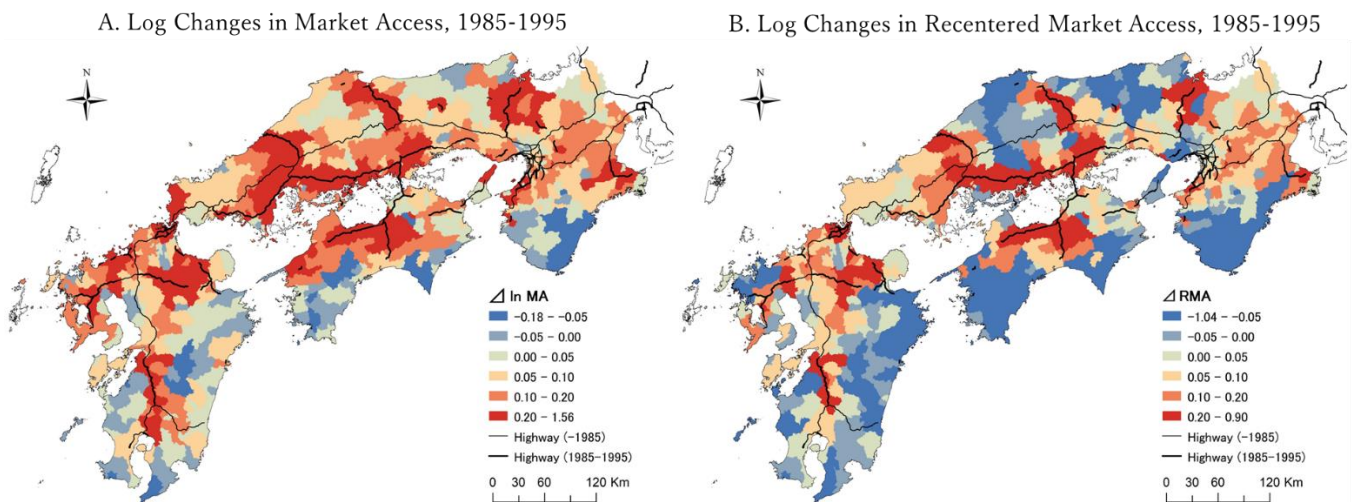 A. Log Changes in Market Access, 1985-1995
N
⊿ ln MA
-0.18 – -0.05
-0.05 – 0.00
0.00 – 0.05
0.05 – 0.10
0.10 – 0.20
0.20 – 1.56
Highway (-1985)
Highway (1985-1995)
0 30 60 120 Km
B. Log Changes in Recentered Market Access, 1985-1995
N
⊿ RMA
-1.04 – -0.05
-0.05 – 0.00
0.00 – 0.05
0.05 – 0.10
0.10 – 0.20
0.20 – 0.90
Highway (-1985)
Highway (1985-1995)
0 30 60 120 Km